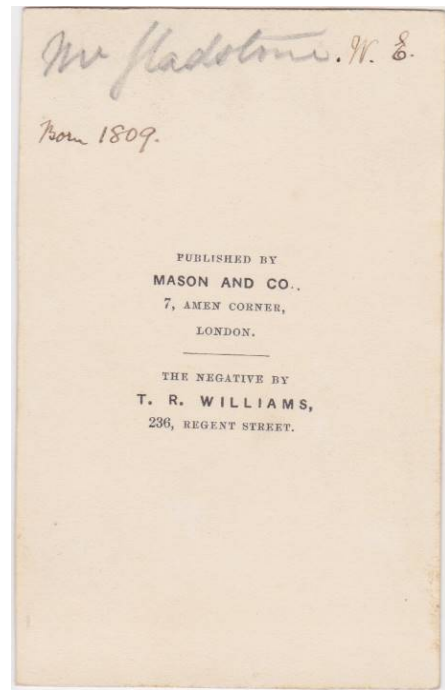 Mr Gladstone. W. E.
Born 1809.
PUBLISHED BY
MASON AND CO.,
7, AMEN CORNER,
LONDON.
THE NEGATIVE BY
T. R. WILLIAMS,
236, REGENT STREET.